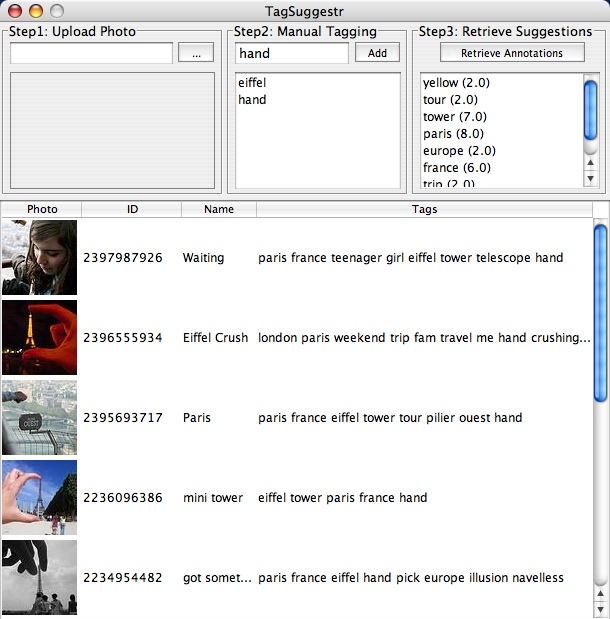 TagSuggestr
Step1: Upload Photo
...
Step2: Manual Tagging
hand
Add
eiffel
hand
Step3: Retrieve Suggestions
Retrieve Annotations
yellow (2.0)
tour (2.0)
tower (7.0)
paris (8.0)
europe (2.0)
france (6.0)
trip (2.0)
Photo ID Name Tags
2397987926 Waiting paris france teenager girl eiffel tower telescope hand
2396555934 Eiffel Crush london paris weekend trip fam travel me hand crushing...
OUEST
2395693717 Paris paris france eiffel tower tour pilier ouest hand
2236096386 mini tower eiffel tower paris france hand
2234954482 got somet... paris france eiffel hand pick europe illusion navelless